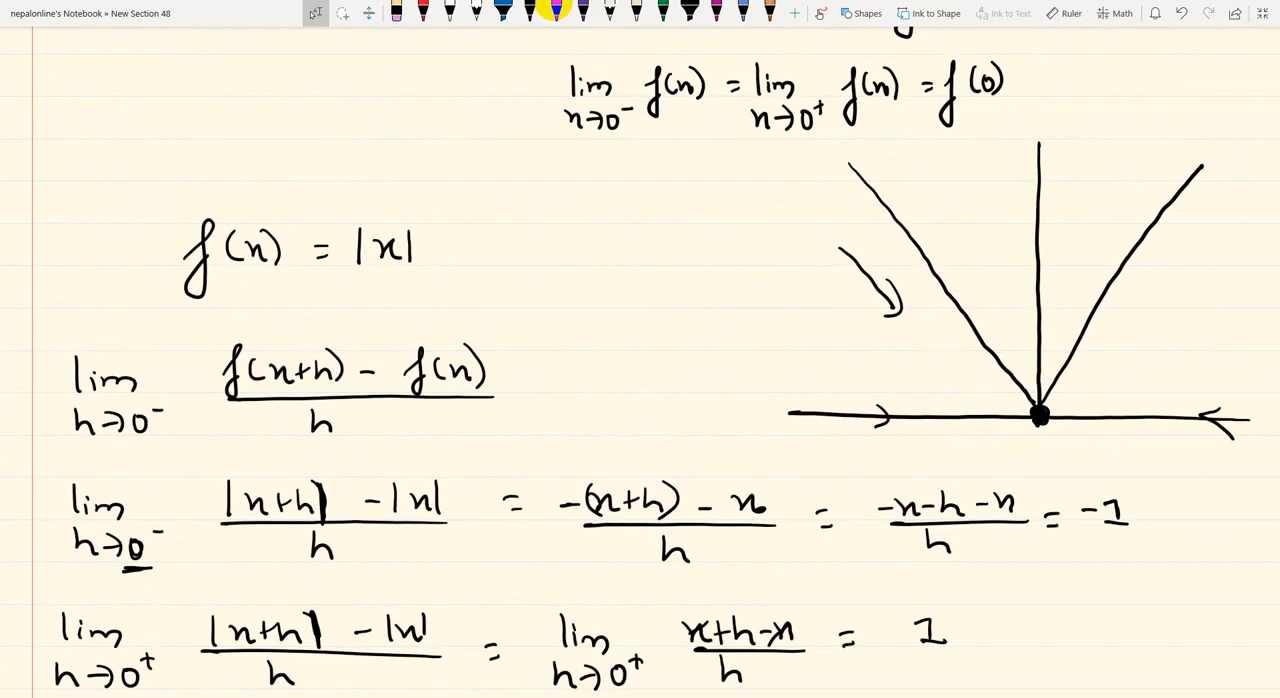 nepalonline's Notebook » New Section 48
Shapes Ink to Shape Ink to Text Ruler Math
lim n→0⁻ f(n) = lim n→0⁺ f(n) = f(0)
f(n) = |x|
lim h→0⁻ f(n+h) - f(n) / h
lim h→0⁻ |n+h| - |x| / h = -(n+h) - n / h = -n-h-n / h = -1
lim h→0⁺ |n+h| - |n| / h = lim h→0⁺ x+h-x / h = 1